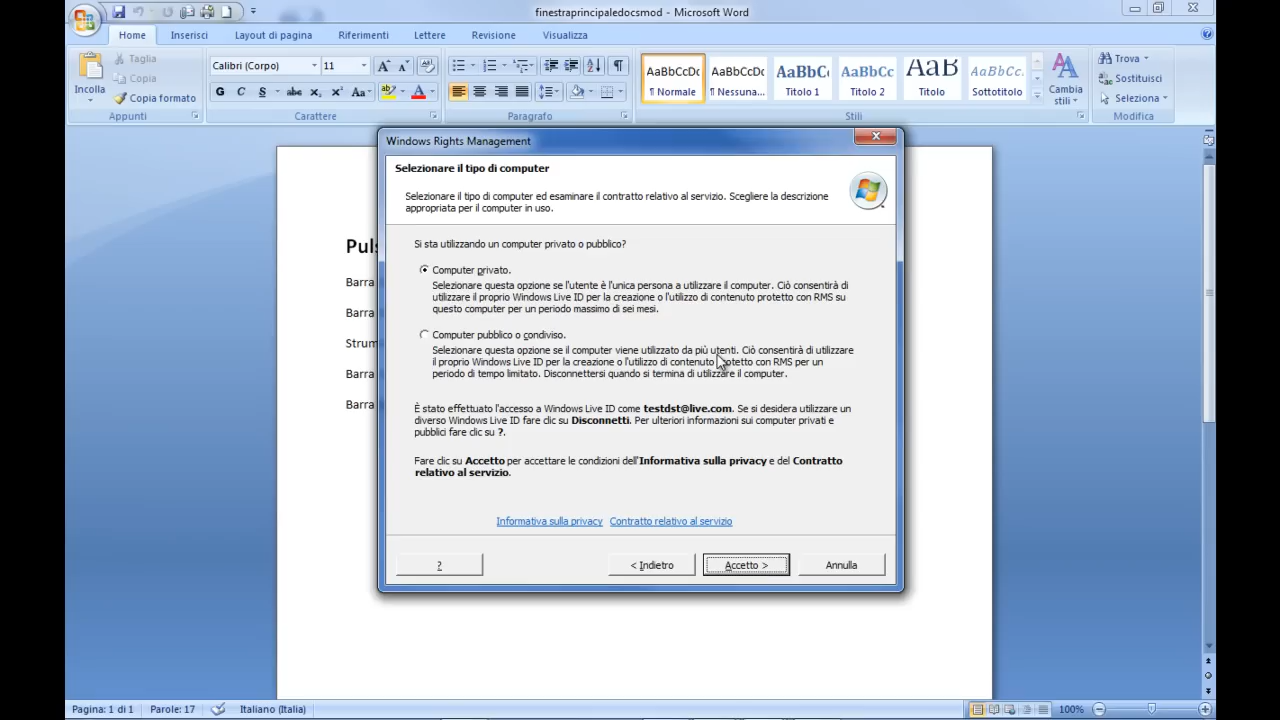 finestraprincipaledocsmod - Microsoft Word
Home Inserisci Layout di pagina Riferimenti Lettere Revisione Visualizza
Incolla
Taglia
Copia
Copia formato
Appunti
Calibri (Corpo) 11
G C S abc x₂ x² Aa
Carattere
Paragrafo
AaBbCcDc AaBbCcDc AaBbC AaBbCc AaB AaBbCc.
¶ Normale ¶ Nessuna... Titolo 1 Titolo 2 Titolo Sottotitolo
Cambia
stili
Stili
Trova
Sostituisci
Seleziona
Modifica
Puls
Barra
Barra
Strum
Barra
Barra
Windows Rights Management
Selezionare il tipo di computer
Selezionare il tipo di computer ed esaminare il contratto relativo al servizio. Scegliere la descrizione
appropriata per il computer in uso.
Si sta utilizzando un computer privato o pubblico?
Computer privato.
Selezionare questa opzione se l'utente è l'unica persona a utilizzare il computer. Ciò consentirà di
utilizzare il proprio Windows Live ID per la creazione o l'utilizzo di contenuto protetto con RMS su
questo computer per un periodo massimo di sei mesi.
Computer pubblico o condiviso.
Selezionare questa opzione se il computer viene utilizzato da più utenti. Ciò consentirà di utilizzare
il proprio Windows Live ID per la creazione o l'utilizzo di contenuto protetto con RMS per un
periodo di tempo limitato. Disconnettersi quando si termina di utilizzare il computer.
È stato effettuato l'accesso a Windows Live ID come testdst@live.com. Se si desidera utilizzare un
diverso Windows Live ID fare clic su Disconnetti. Per ulteriori informazioni sui computer privati e
pubblici fare clic su ?.
Fare clic su Accetto per accettare le condizioni dell'Informativa sulla privacy e del Contratto
relativo al servizio.
Informativa sulla privacy Contratto relativo al servizio
? < Indietro Accetto > Annulla
Pagina: 1 di 1 Parole: 17 Italiano (Italia) 100%